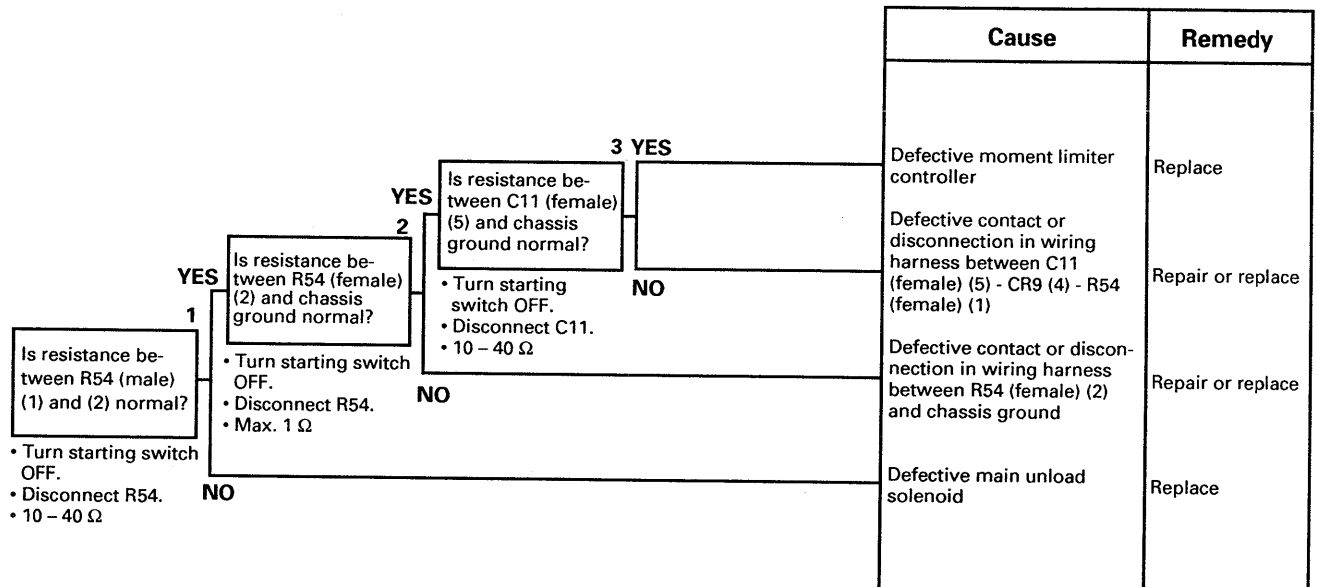 Cause
Remedy
1
Is resistance be-
tween R54 (male)
(1) and (2) normal?
• Turn starting switch
OFF.
• Disconnect R54.
• 10 – 40 Ω
YES
NO
2
Is resistance be-
tween R54 (female)
(2) and chassis
ground normal?
• Turn starting switch
OFF.
• Disconnect R54.
• Max. 1 Ω
YES
NO
3
Is resistance be-
tween C11 (female)
(5) and chassis
ground normal?
• Turn starting
switch OFF.
• Disconnect C11.
• 10 – 40 Ω
YES
NO
Defective moment limiter
controller
Replace
Defective contact or
disconnection in wiring
harness between C11
(female) (5) - CR9 (4) - R54
(female) (1)
Repair or replace
Defective contact or discon-
nection in wiring harness
between R54 (female) (2)
and chassis ground
Repair or replace
Defective main unload
solenoid
Replace